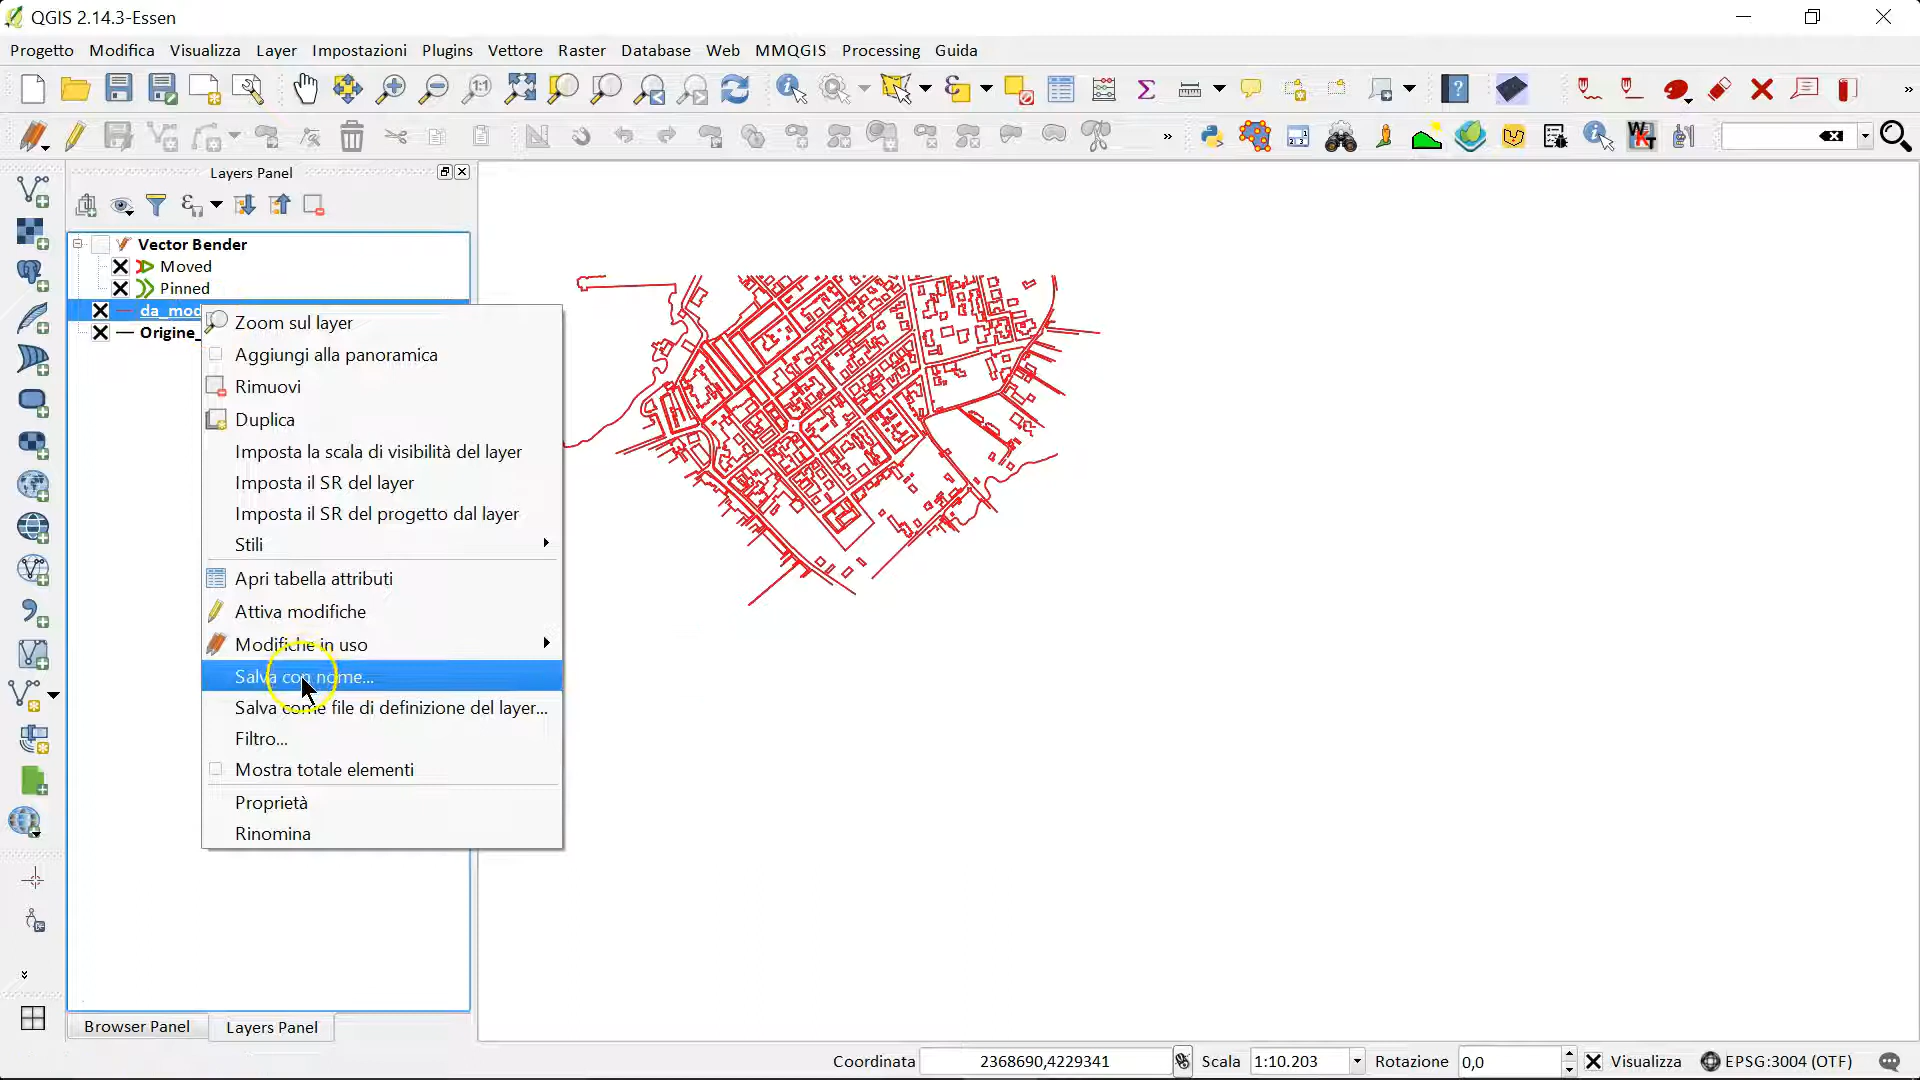 QGIS 2.14.3-Essen
Progetto Modifica Visualizza Layer Impostazioni Plugins Vettore Raster Database Web MMQGIS Processing Guida
Layers Panel
Vector Bender
Moved
Pinned
da_mod
Origine_
Zoom sul layer
Aggiungi alla panoramica
Rimuovi
Duplica
Imposta la scala di visibilità del layer
Imposta il SR del layer
Imposta il SR del progetto dal layer
Stili
Apri tabella attributi
Attiva modifiche
Modifiche in uso
Salva con nome...
Salva come file di definizione del layer...
Filtro...
Mostra totale elementi
Proprietà
Rinomina
Browser Panel Layers Panel
Coordinata 2368690,4229341 Scala 1:10.203 Rotazione 0,0 Visualizza EPSG:3004 (OTF)